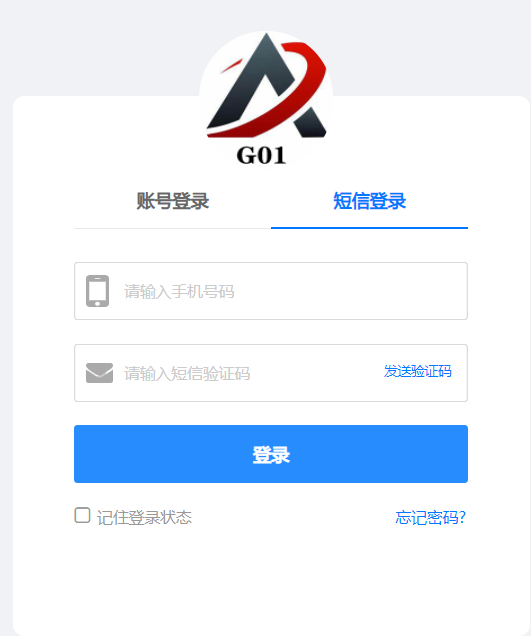 G01
账号登录 短信登录
请输入手机号码
请输入短信验证码 发送验证码
登录
记住登录状态 忘记密码?